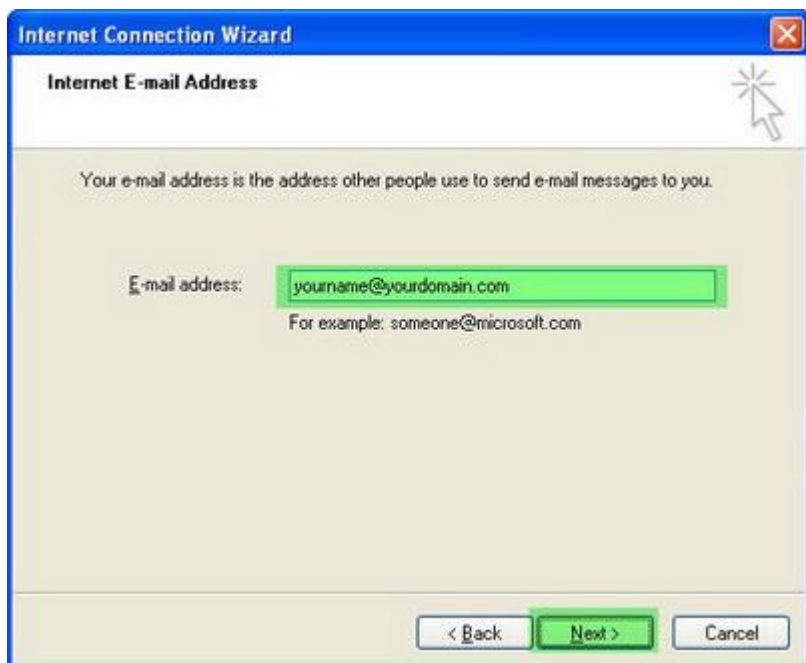 Internet Connection Wizard
Internet E-mail Address
Your e-mail address is the address other people use to send e-mail messages to you.
E-mail address: yourname@yourdomain.com
For example: someone@microsoft.com
< Back Next > Cancel